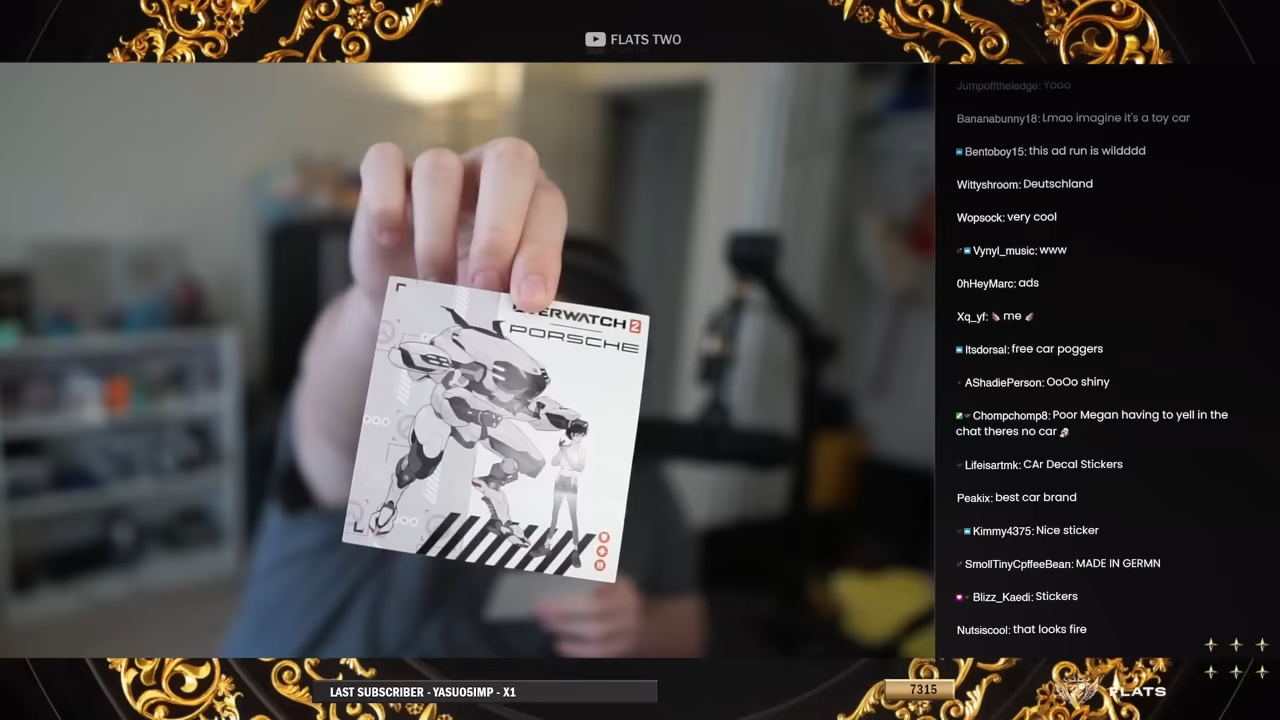 FLATS TWO
OVERWATCH 2
PORSCHE
Jumpofftheledge: Yooo
Bananabunny18: Lmao imagine it's a toy car
Bentoboy15: this ad run is wildddd
Wittyshroom: Deutschland
Wopsock: very cool
Vynyl_music: www
0hHeyMarc: ads
Xq_yf: me
Itsdorsal: free car poggers
AShadiePerson: OoOo shiny
Chompchomp8: Poor Megan having to yell in the
chat theres no car
Lifeisartmk: CAr Decal Stickers
Peakix: best car brand
Kimmy4375: Nice sticker
SmollTinyCpffeeBean: MADE IN GERMN
Blizz_Kaedi: Stickers
Nutsiscool: that looks fire
LAST SUBSCRIBER - YASUO5IMP - X1
7315
FLATS